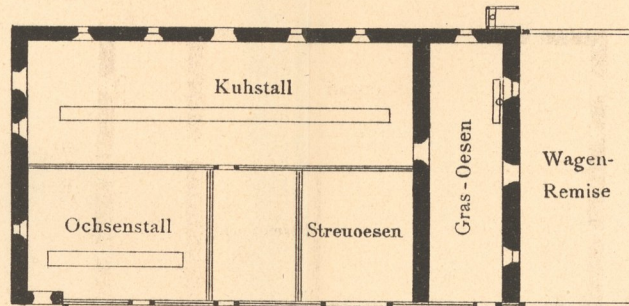 Kuhstall
Ochsenstall
Streuoesen
Gras-Oesen
Wagen-
Remise